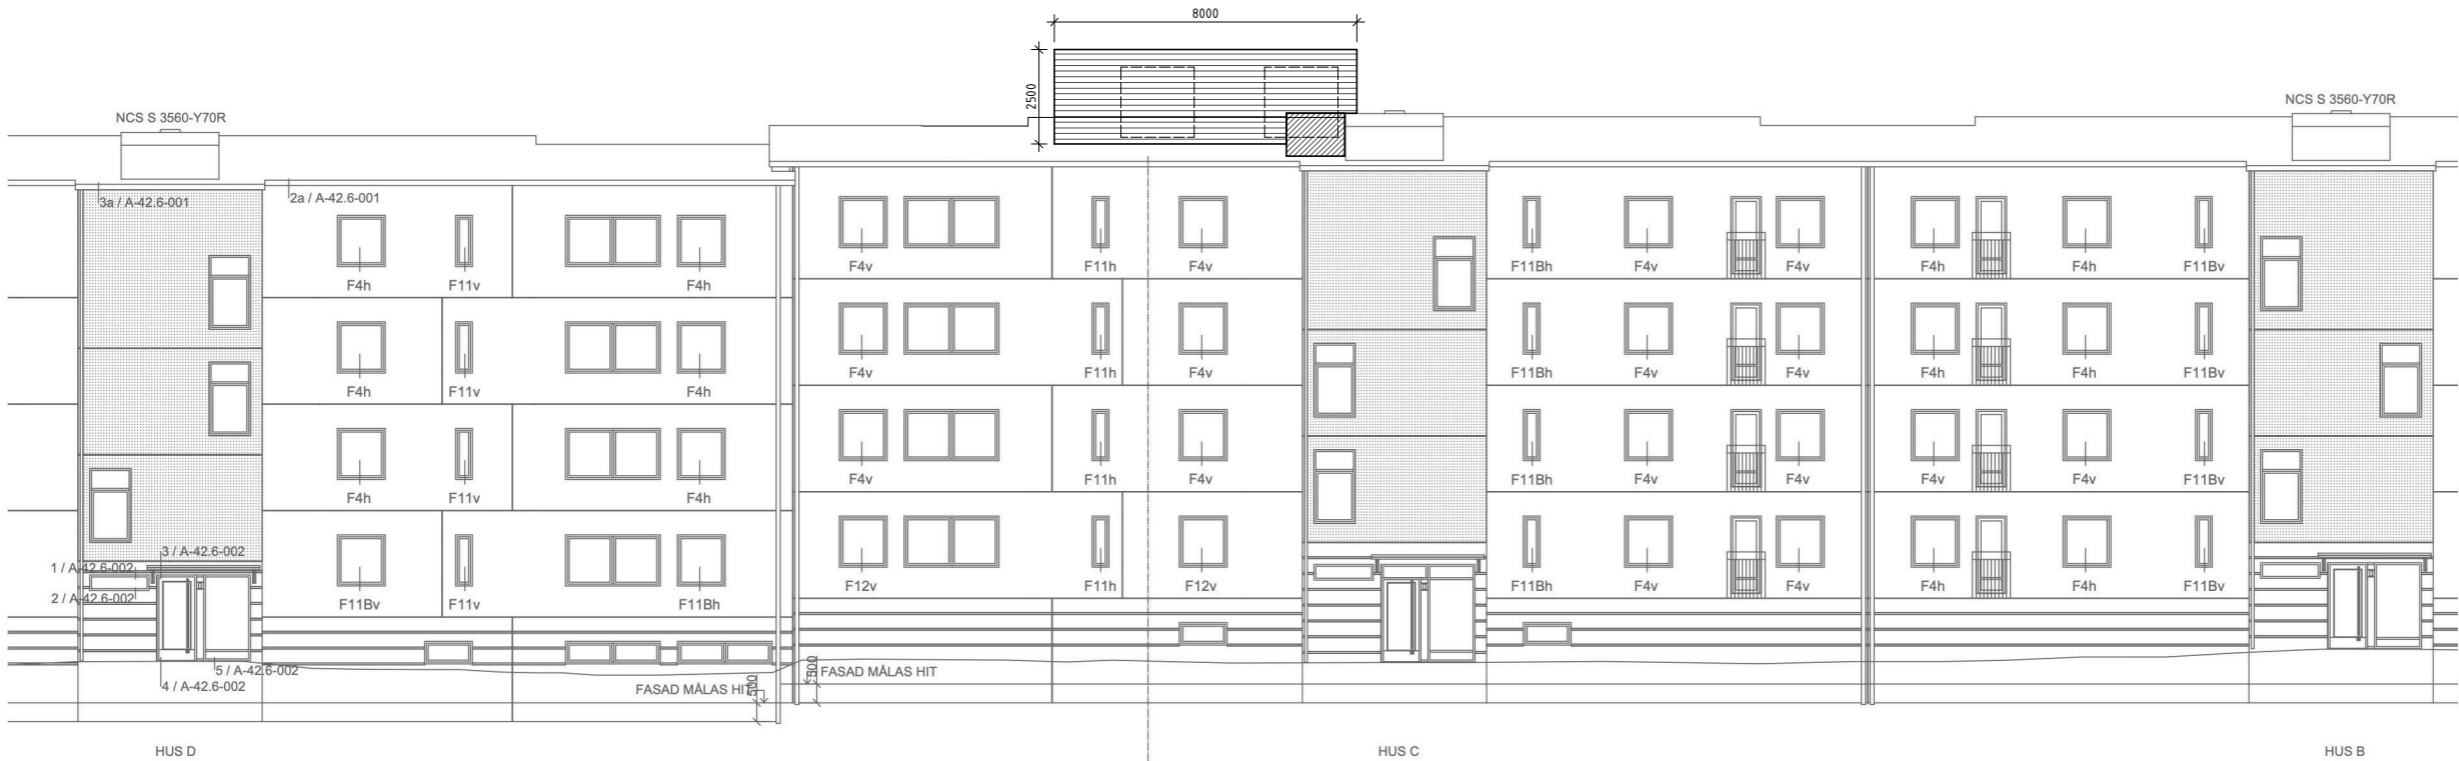 8000
2500
NCS S 3560-Y70R
NCS S 3560-Y70R
3a / A-42.6-001
2a / A-42.6-001
F4h F11v F4h F4v F11h F4v F11Bh F4v F4v F4h F4h F11Bv
F4h F11v F4h F4v F11h F4v F11Bh F4v F4v F4h F4h F11Bv
F4h F11v F4h F4v F11h F4v F11Bh F4v F4v F4v F4v F11Bv
3 / A-42.6-002
1 / A-42.6-002
2 / A-42.6-002
F11Bv F11v F11Bh F12v F11h F12v F11Bh F4v F4v F4h F4h F11Bv
5 / A-42.6-002
4 / A-42.6-002
FASAD MÅLAS HIT
500
500
FASAD MÅLAS HIT
HUS D
HUS C
HUS B